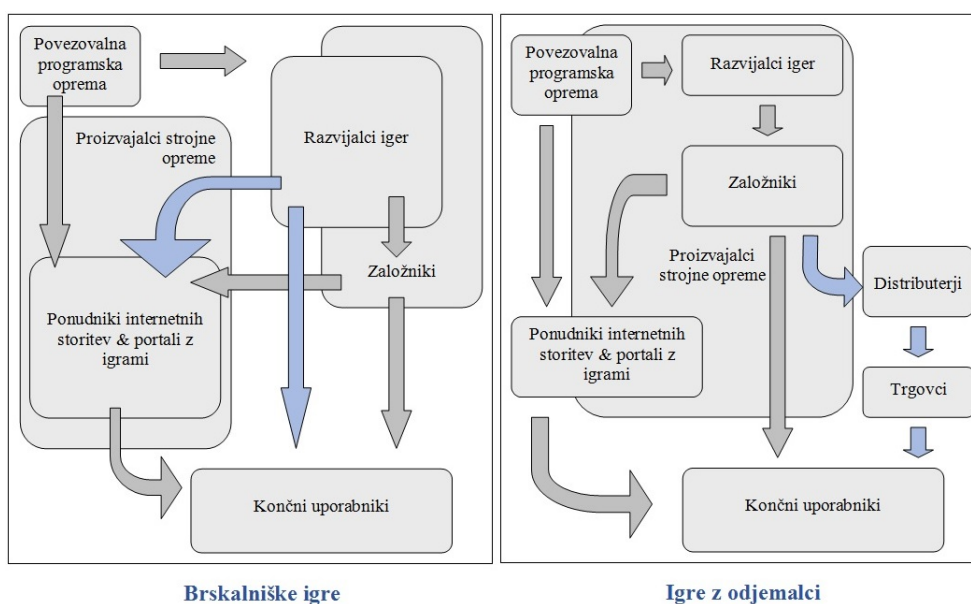 Povezovalna
programska
oprema
Proizvajalci strojne
opreme
Razvijalci iger
Založniki
Ponudniki internetnih
storitev & portali z
igrami
Končni uporabniki
Brskalniške igre
Povezovalna
programska
oprema
Razvijalci iger
Založniki
Proizvajalci
strojne opreme
Distributerji
Ponudniki internetnih
storitev & portali z
igrami
Trgovci
Končni uporabniki
Igre z odjemalci